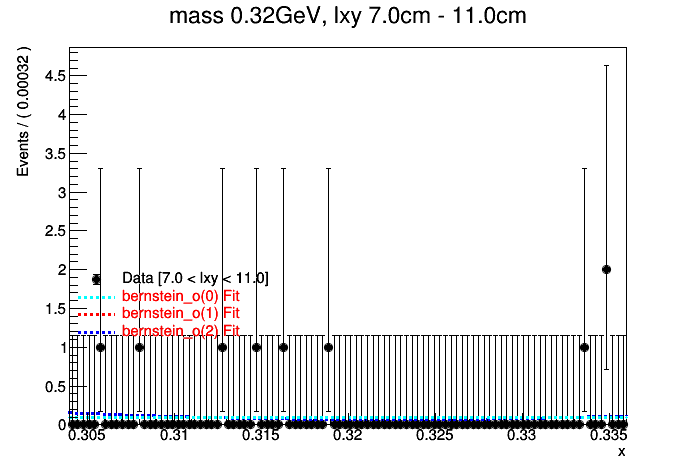 mass 0.32GeV, lxy 7.0cm - 11.0cm
Events / ( 0.00032 )
4.5
4
3.5
3
2.5
2
1.5
1
0.5
0
Data [7.0 < lxy < 11.0]
bernstein_o(0) Fit
bernstein_o(1) Fit
bernstein_o(2) Fit
0.305 0.31 0.315 0.32 0.325 0.33 0.335
x